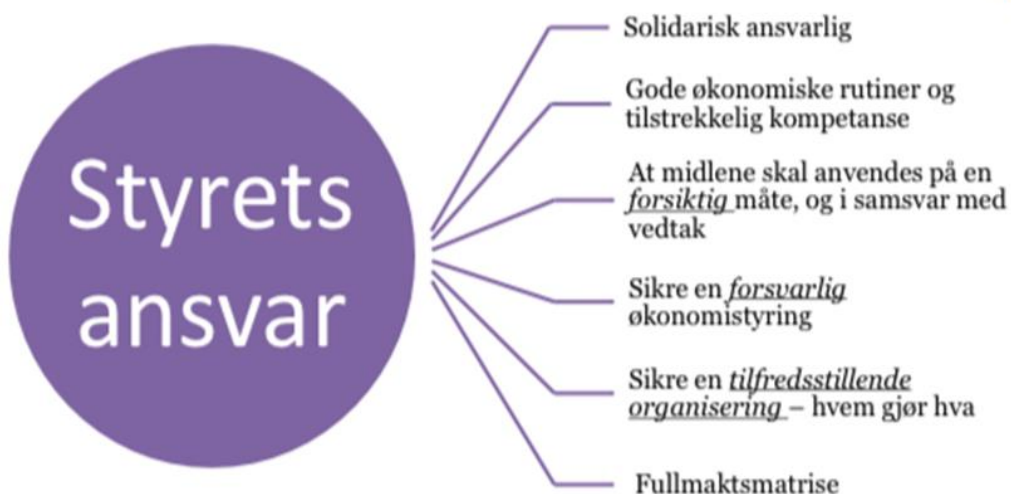 Styrets
ansvar
Solidarisk ansvarlig
Gode økonomiske rutiner og
tilstrekkelig kompetanse
At midlene skal anvendes på en
forsiktig måte, og i samsvar med
vedtak
Sikre en forsvarlig
økonomistyring
Sikre en tilfredsstillende
organisering – hvem gjør hva
Fullmaktsmatrise